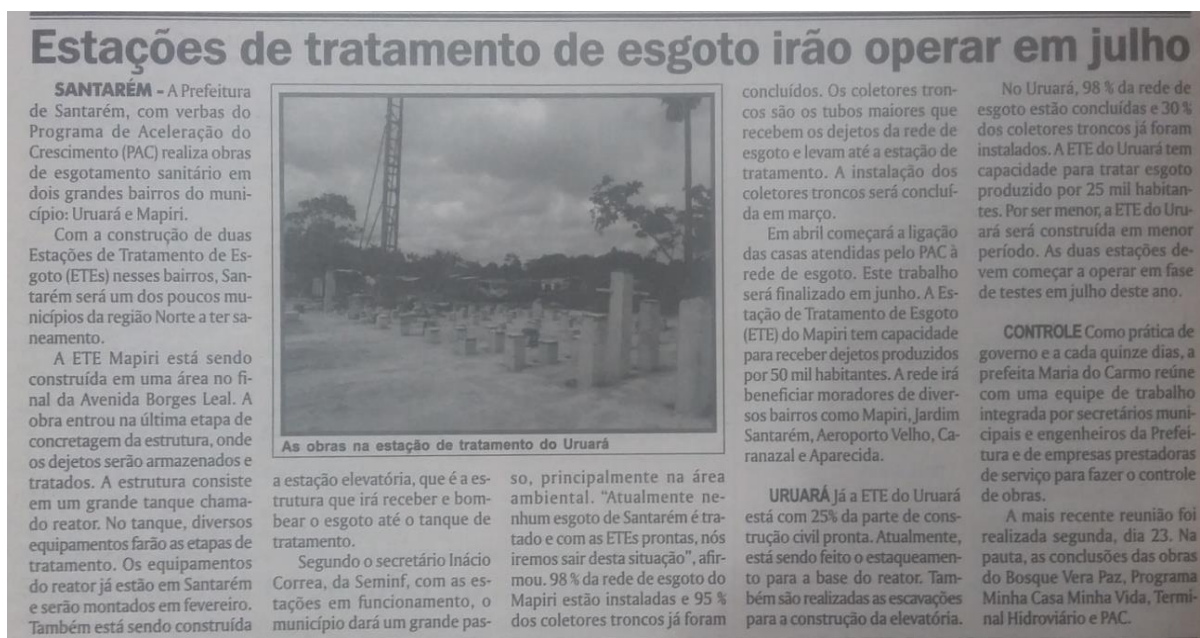 Estações de tratamento de esgoto irão operar em julho
SANTARÉM - A Prefeitura
de Santarém, com verbas do
Programa de Aceleração do
Crescimento (PAC) realiza obras
de esgotamento sanitário em
dois grandes bairros do muni-
cípio: Uruará e Mapiri.
Com a construção de duas
Estações de Tratamento de Es-
goto (ETEs) nesses bairros, San-
tarém será um dos poucos mu-
nicípios da região Norte a ter sa-
neamento.
A ETE Mapiri está sendo
construída em uma área no fi-
nal da Avenida Borges Leal. A
obra entrou na última etapa de
concretagem da estrutura, onde
os dejetos serão armazenados e
tratados. A estrutura consiste
em um grande tanque chama-
do reator. No tanque, diversos
equipamentos farão as etapas de
tratamento. Os equipamentos
do reator já estão em Santarém
e serão montados em fevereiro.
Também está sendo construída
As obras na estação de tratamento do Uruará
a estação elevatória, que é a es-
trutura que irá receber e bom-
bear o esgoto até o tanque de
tratamento.
Segundo o secretário Inácio
Correa, da Seminf, com as es-
tações em funcionamento, o
município dará um grande pas-
so, principalmente na área
ambiental. "Atualmente ne-
nhum esgoto de Santarém é tra-
tado e com as ETEs prontas, nós
iremos sair desta situação", afir-
mou. 98 % da rede de esgoto do
Mapiri estão instaladas e 95 %
dos coletores troncos já foram
concluídos. Os coletores tron-
cos são os tubos maiores que
recebem os dejetos da rede de
esgoto e levam até a estação de
tratamento. A instalação dos
coletores troncos será concluí-
da em março.
Em abril começará a ligação
das casas atendidas pelo PAC à
rede de esgoto. Este trabalho
será finalizado em junho. A Es-
tação de Tratamento de Esgoto
(ETE) do Mapiri tem capacidade
para receber dejetos produzidos
por 50 mil habitantes. A rede irá
beneficiar moradores de diver-
sos bairros como Mapiri, Jardim
Santarém, Aeroporto Velho, Ca-
ranazal e Aparecida.
URUARÁ Já a ETE do Uruará
está com 25% da parte de cons-
trução civil pronta. Atualmente,
está sendo feito o estaqueamen-
to para a base do reator. Tam-
bém são realizadas as escavações
para a construção da elevatória.
No Uruará, 98 % da rede de
esgoto estão concluídas e 30 %
dos coletores troncos já foram
instalados. A ETE do Uruará tem
capacidade para tratar esgoto
produzido por 25 mil habitan-
tes. Por ser menor, a ETE do Uru-
ará será construída em menor
período. As duas estações de-
vem começar a operar em fase
de testes em julho deste ano.
CONTROLE Como prática de
governo e a cada quinze dias, a
prefeita Maria do Carmo reúne
com uma equipe de trabalho
integrada por secretários muni-
cipais e engenheiros da Prefei-
tura e de empresas prestadoras
de serviço para fazer o controle
de obras.
A mais recente reunião foi
realizada segunda, dia 23. Na
pauta, as conclusões das obras
do Bosque Vera Paz, Programa
Minha Casa Minha Vida, Termi-
nal Hidroviário e PAC.